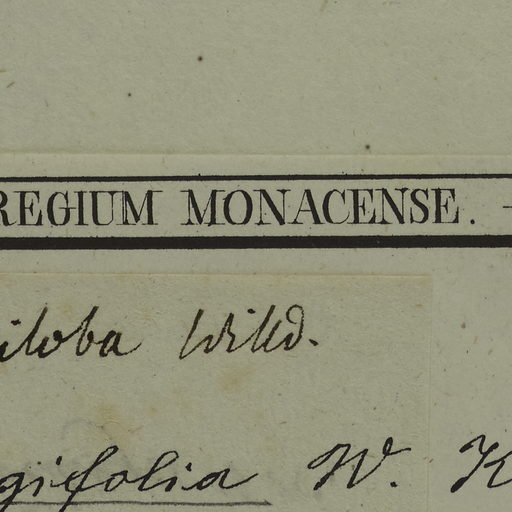 REGIUM MONACENSE. -
iloba Willd.
gifolia W. K